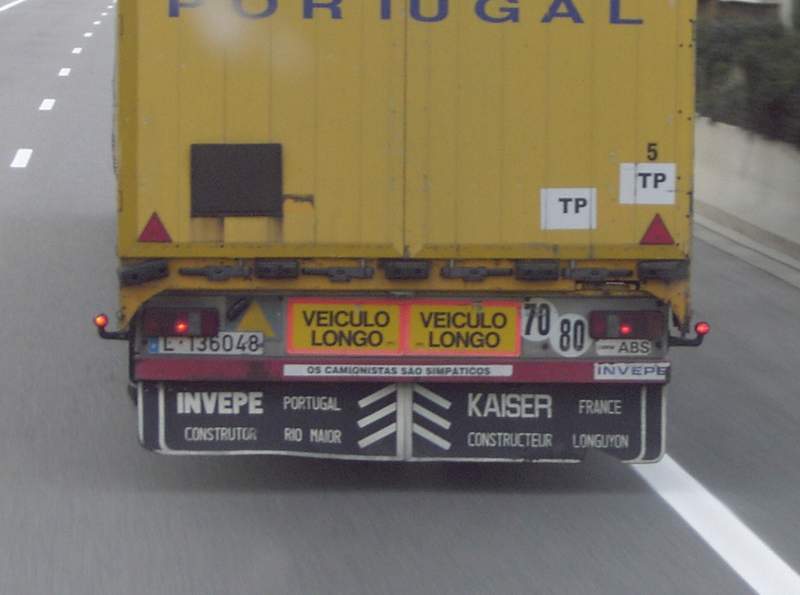 PORTUGAL
5
TP
TP
VEICULO LONGO
VEICULO LONGO
70
80
L·136048
ABS
OS CAMIONISTAS SÃO SIMPATICOS
INVEPE
INVEPE PORTUGAL
CONSTRUTOR RIO MAIOR
KAISER FRANCE
CONSTRUCTEUR LONGUYON